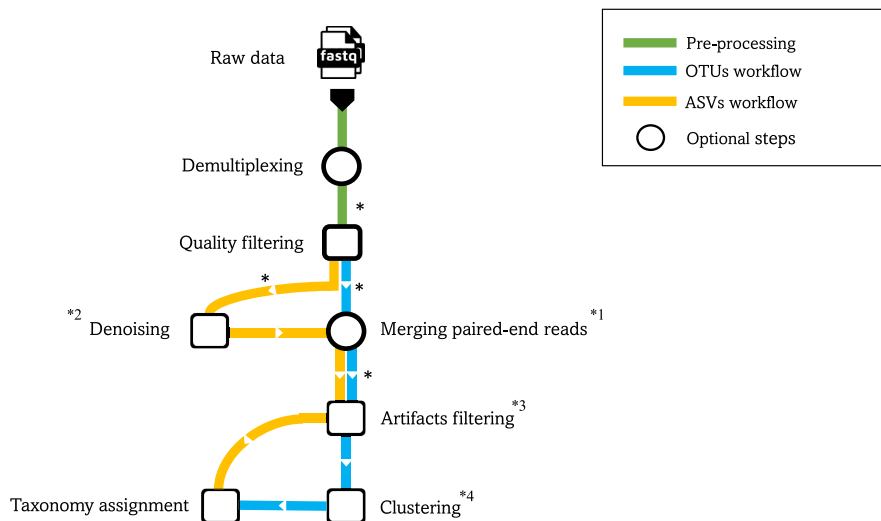 Raw data
fastq
Pre-processing
OTUs workflow
ASVs workflow
Optional steps
Demultiplexing
*
Quality filtering
*
*
*2 Denoising
Merging paired-end reads*1
*
Artifacts filtering*3
Taxonomy assignment
Clustering*4